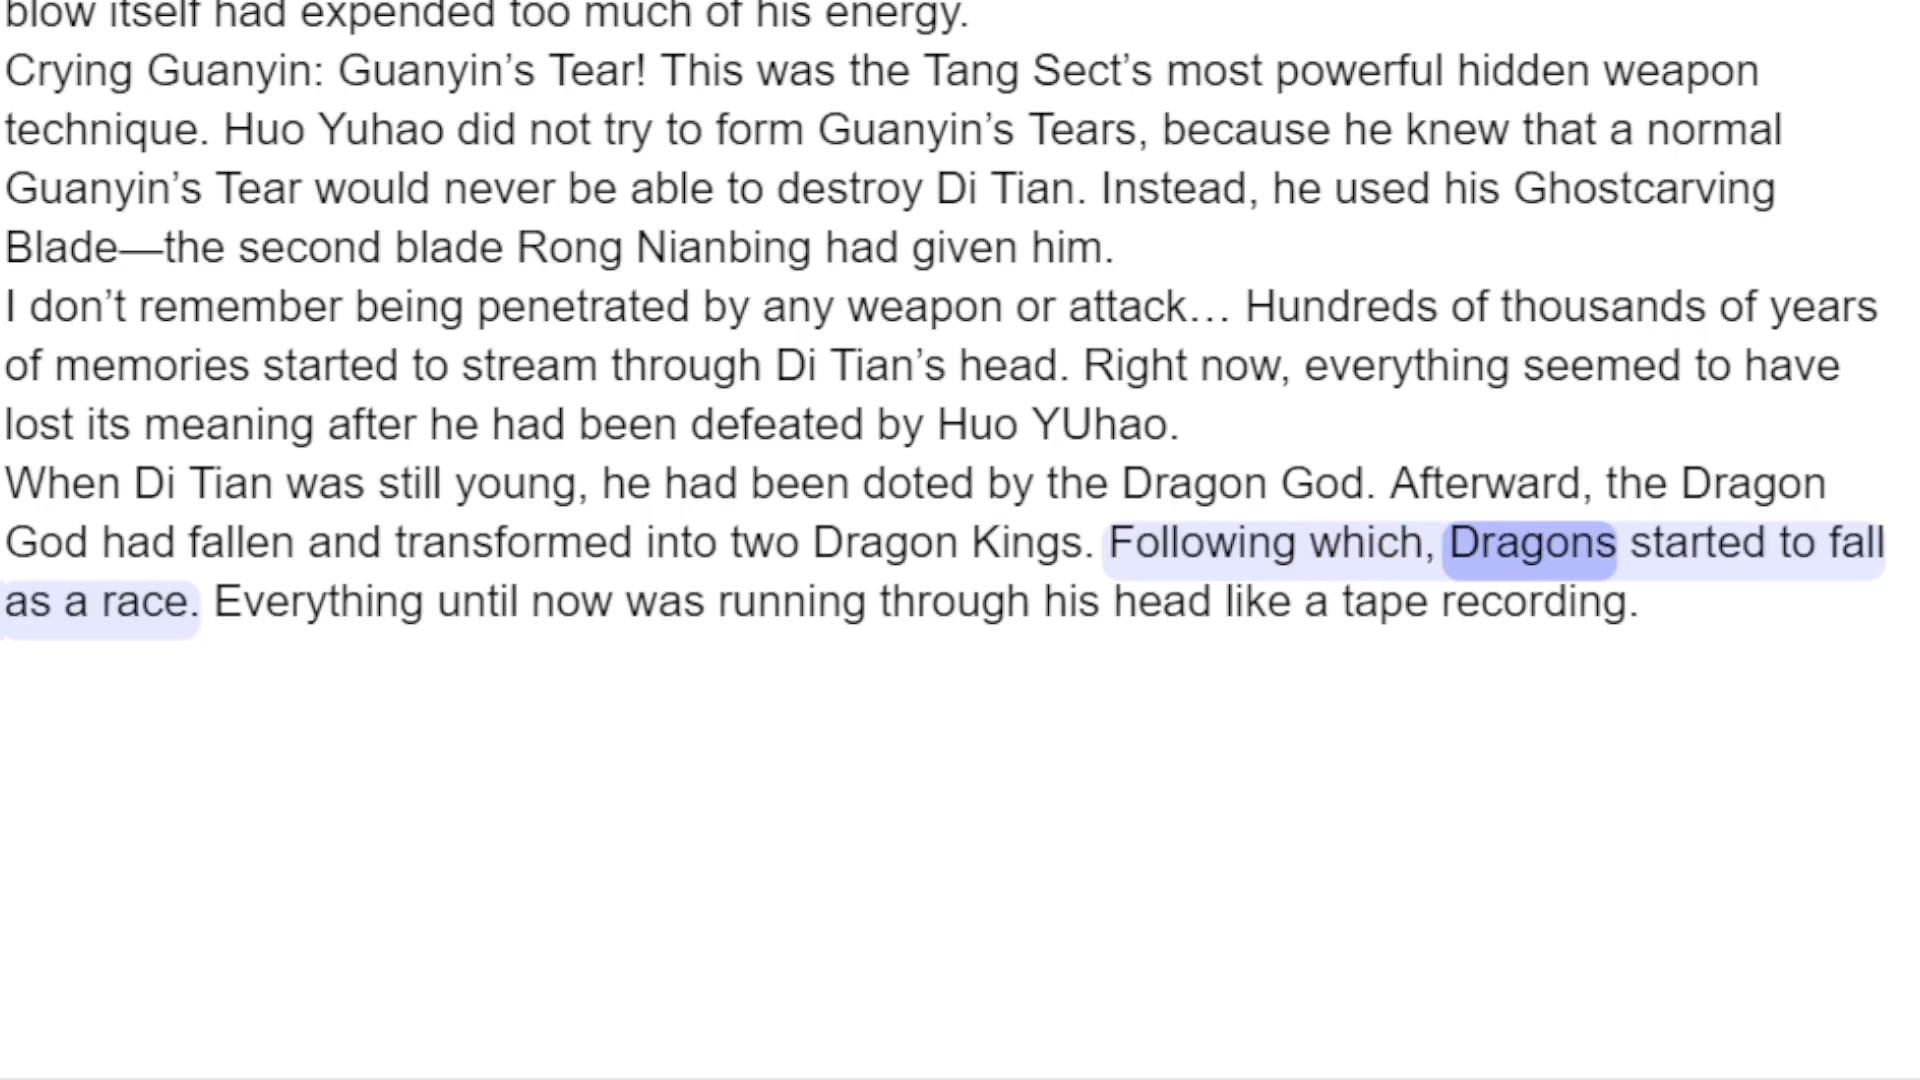 blow itself had expended too much of his energy.
Crying Guanyin: Guanyin’s Tear! This was the Tang Sect’s most powerful hidden weapon
technique. Huo Yuhao did not try to form Guanyin’s Tears, because he knew that a normal
Guanyin’s Tear would never be able to destroy Di Tian. Instead, he used his Ghostcarving
Blade—the second blade Rong Nianbing had given him.
I don’t remember being penetrated by any weapon or attack… Hundreds of thousands of years
of memories started to stream through Di Tian’s head. Right now, everything seemed to have
lost its meaning after he had been defeated by Huo YUhao.
When Di Tian was still young, he had been doted by the Dragon God. Afterward, the Dragon
God had fallen and transformed into two Dragon Kings. Following which, Dragons started to fall
as a race. Everything until now was running through his head like a tape recording.